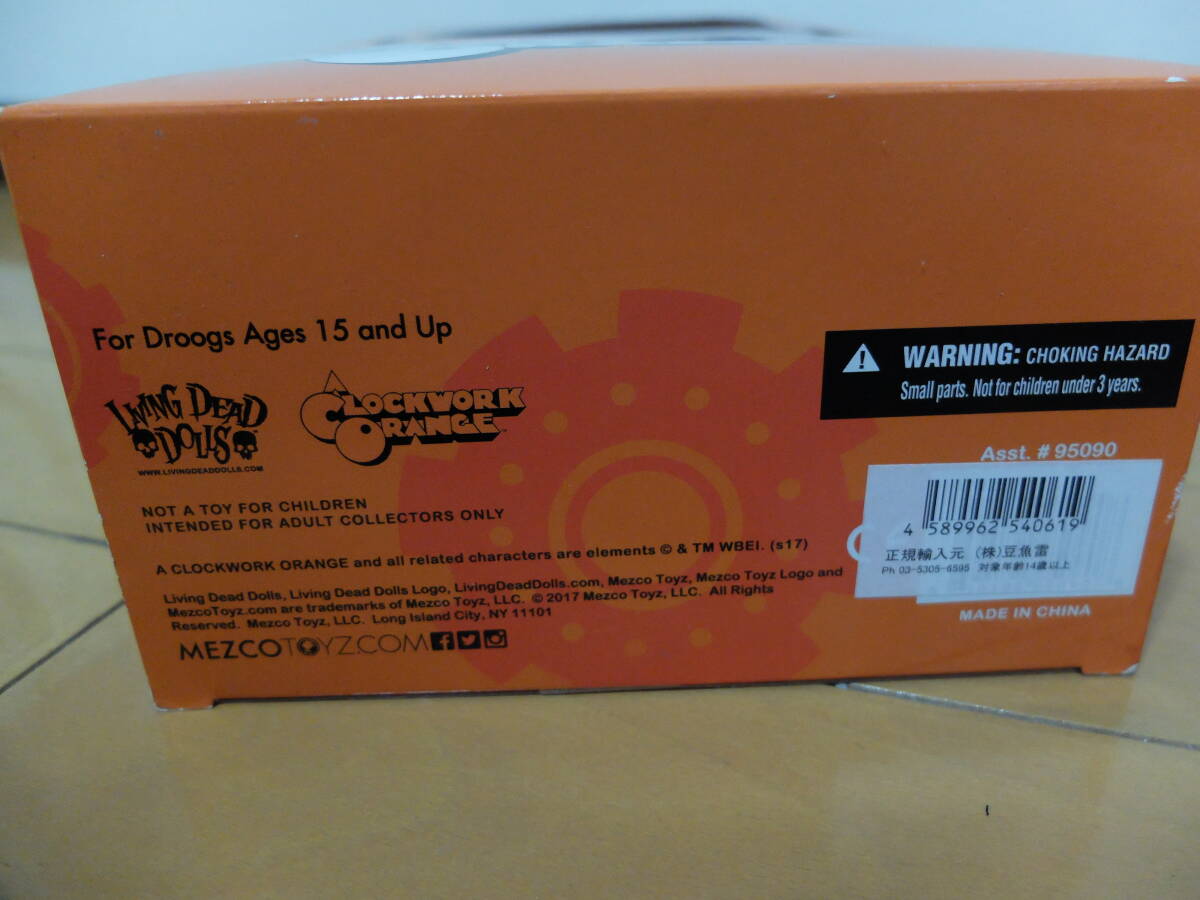 For Droogs Ages 15 and Up
LIVING DEAD
DOLLS
WWW.LIVINGDEADDOLLS.COM
A CLOCKWORK
ORANGE™
NOT A TOY FOR CHILDREN
INTENDED FOR ADULT COLLECTORS ONLY
A CLOCKWORK ORANGE and all related characters are elements © & TM WBEI. (s17)
Living Dead Dolls, Living Dead Dolls Logo, LivingDeadDolls.com, Mezco Toyz, Mezco Toyz Logo and
MezcoToyz.com are trademarks of Mezco Toyz, LLC. © 2017 Mezco Toyz, LLC. All Rights
Reserved. Mezco Toyz, LLC. Long Island City, NY 11101
MEZCOTOYZ.COM
WARNING: CHOKING HAZARD
Small parts. Not for children under 3 years.
Asst. # 95090
4 589962 540619
正規輸入元 (株)豆魚雷
Ph 03-5305-6595 対象年齢14歳以上
MADE IN CHINA